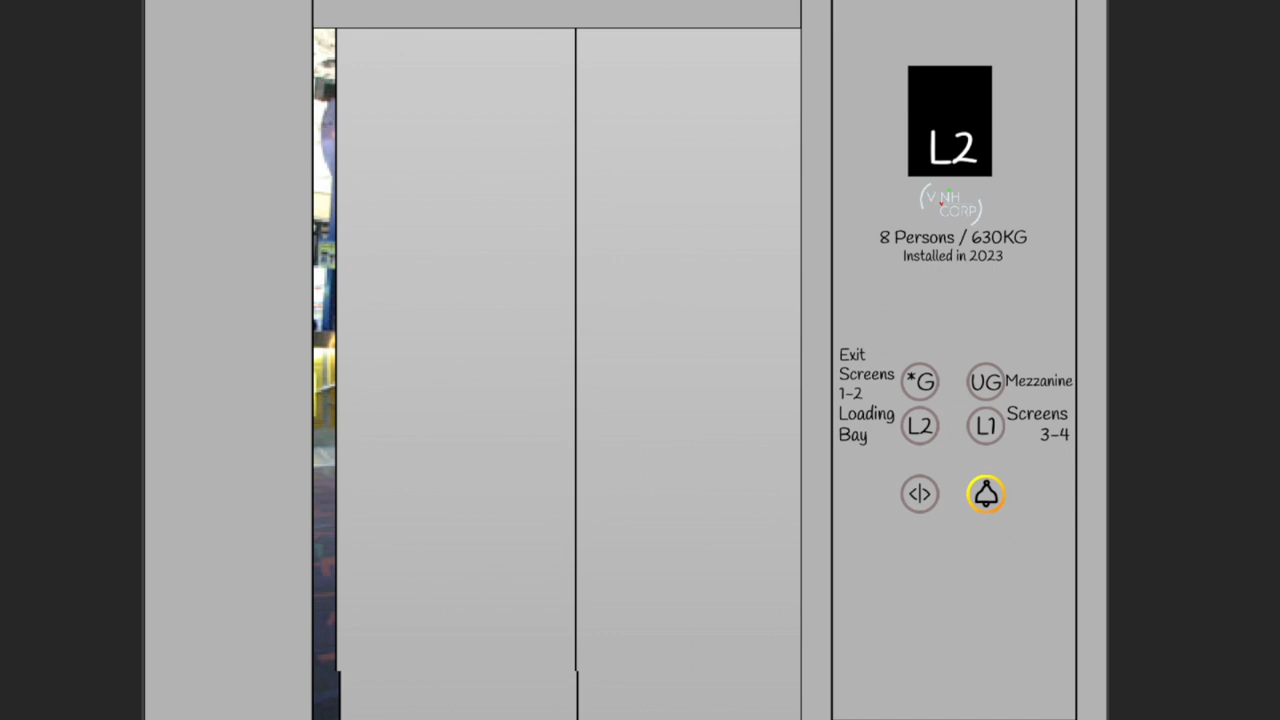 L2
VINH
CORP
8 Persons / 630KG
Installed in 2023
Exit
Screens
1-2
*G
UG
Mezzanine
Loading
Bay
L2
L1
Screens
3-4
<|>